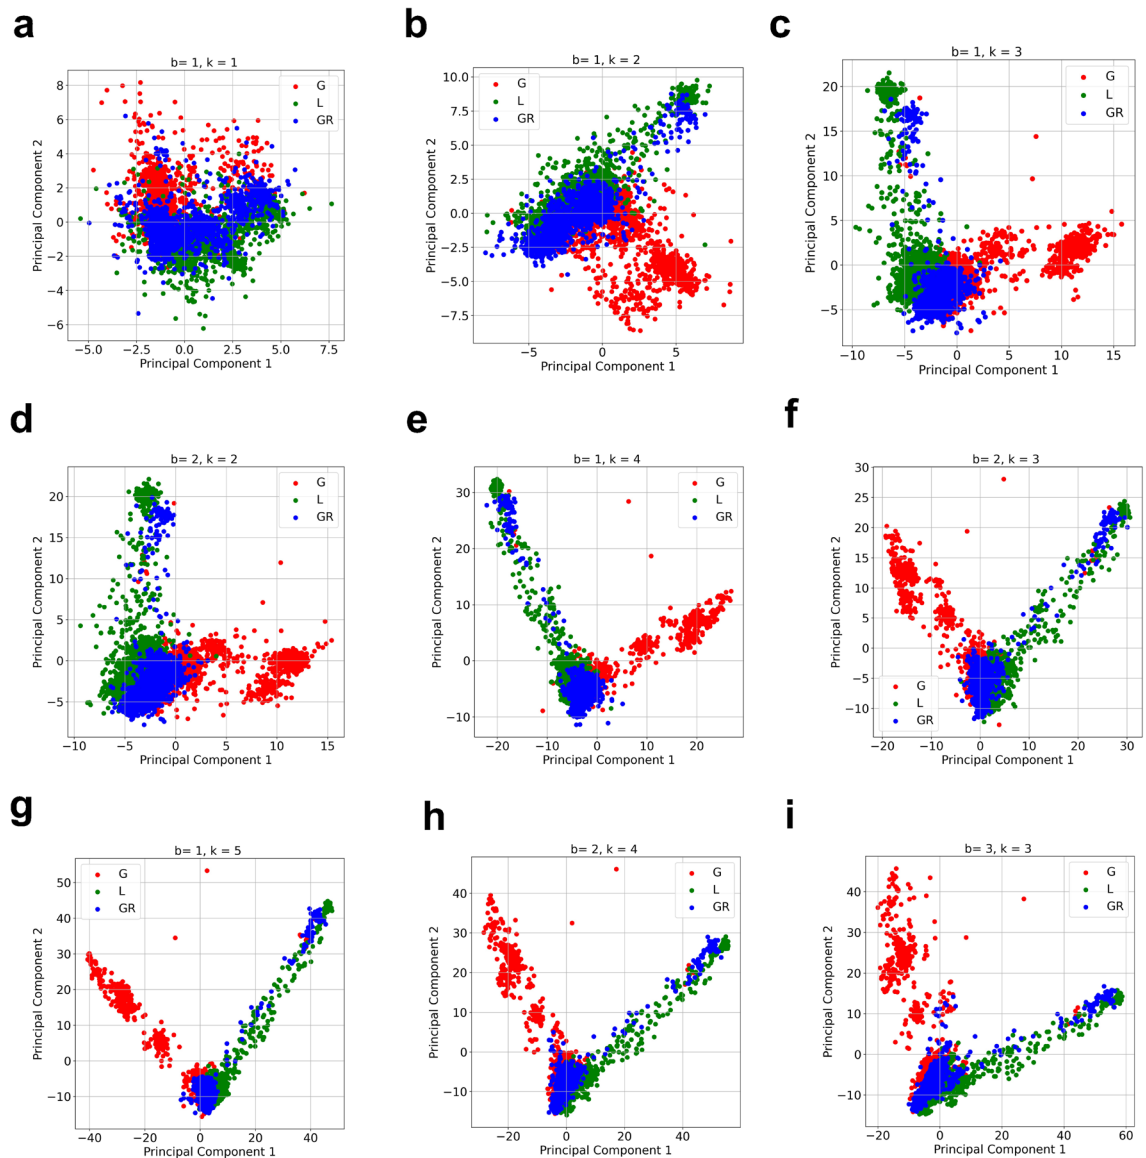 a
b= 1, k = 1
G
L
GR
8
6
4
2
0
−2
−4
−6
−5.0 −2.5 0.0 2.5 5.0 7.5
Principal Component 2
Principal Component 1
b
b= 1, k = 2
G
L
GR
10.0
7.5
5.0
2.5
0.0
−2.5
−5.0
−7.5
−5 0 5
Principal Component 2
Principal Component 1
c
b= 1, k = 3
G
L
GR
20
15
10
5
0
−5
−10 −5 0 5 10 15
Principal Component 2
Principal Component 1
d
b= 2, k = 2
G
L
GR
20
15
10
5
0
−5
−10 −5 0 5 10 15
Principal Component 2
Principal Component 1
e
b= 1, k = 4
G
L
GR
30
20
10
0
−10
−20 −10 0 10 20
Principal Component 2
Principal Component 1
f
b= 2, k = 3
G
L
GR
30
25
20
15
10
5
0
−5
−10
−20 −10 0 10 20 30
Principal Component 2
Principal Component 1
g
b= 1, k = 5
G
L
GR
50
40
30
20
10
0
−10
−40 −20 0 20 40
Principal Component 2
Principal Component 1
h
b= 2, k = 4
G
L
GR
40
30
20
10
0
−10
−20 0 20 40
Principal Component 2
Principal Component 1
i
b= 3, k = 3
G
L
GR
40
30
20
10
0
−10
−20 0 20 40 60
Principal Component 2
Principal Component 1